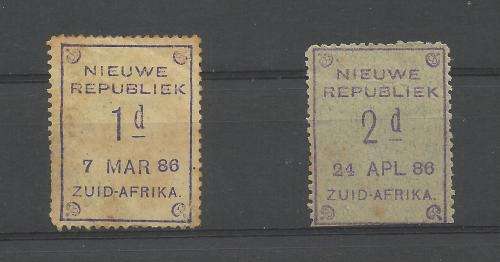 NIEUWE
REPUBLIEK
1d
7 MAR 86
ZUID-AFRIKA.
NIEUWE
REPUBLIEK
2d
24 APL 86
ZUID-AFRIKA.